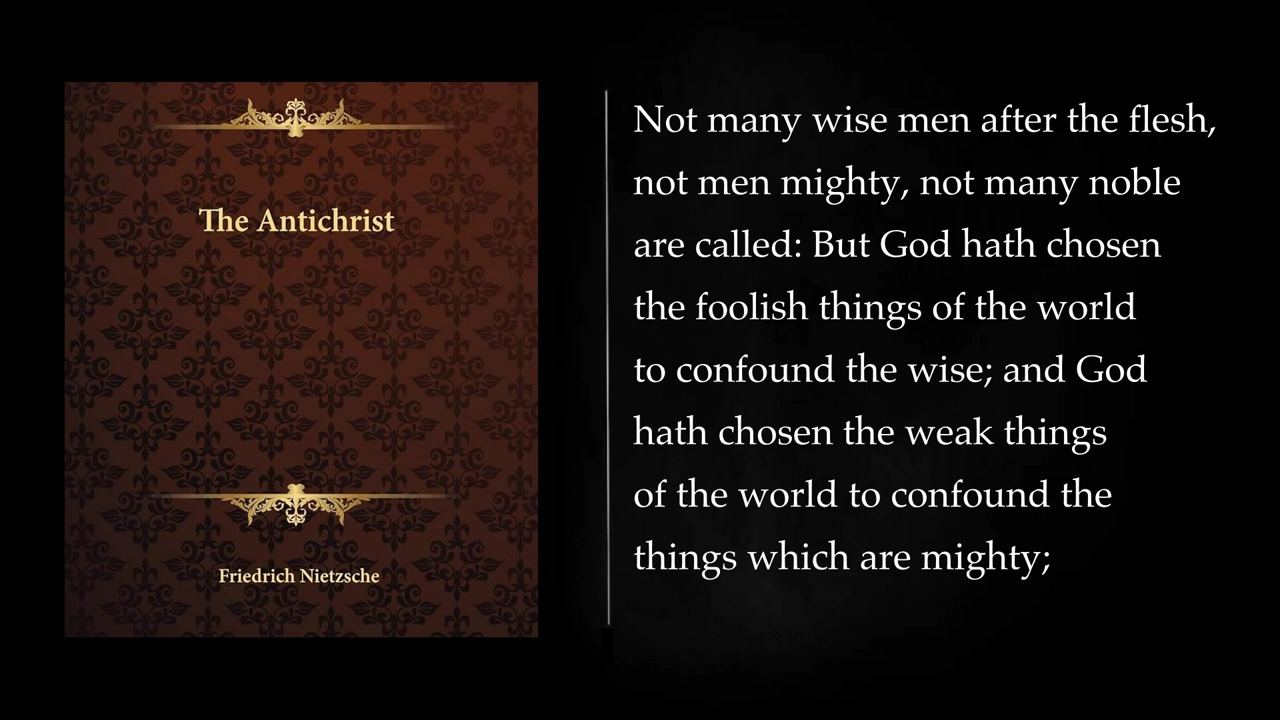 The Antichrist
Friedrich Nietzsche
Not many wise men after the flesh,
not men mighty, not many noble
are called: But God hath chosen
the foolish things of the world
to confound the wise; and God
hath chosen the weak things
of the world to confound the
things which are mighty;